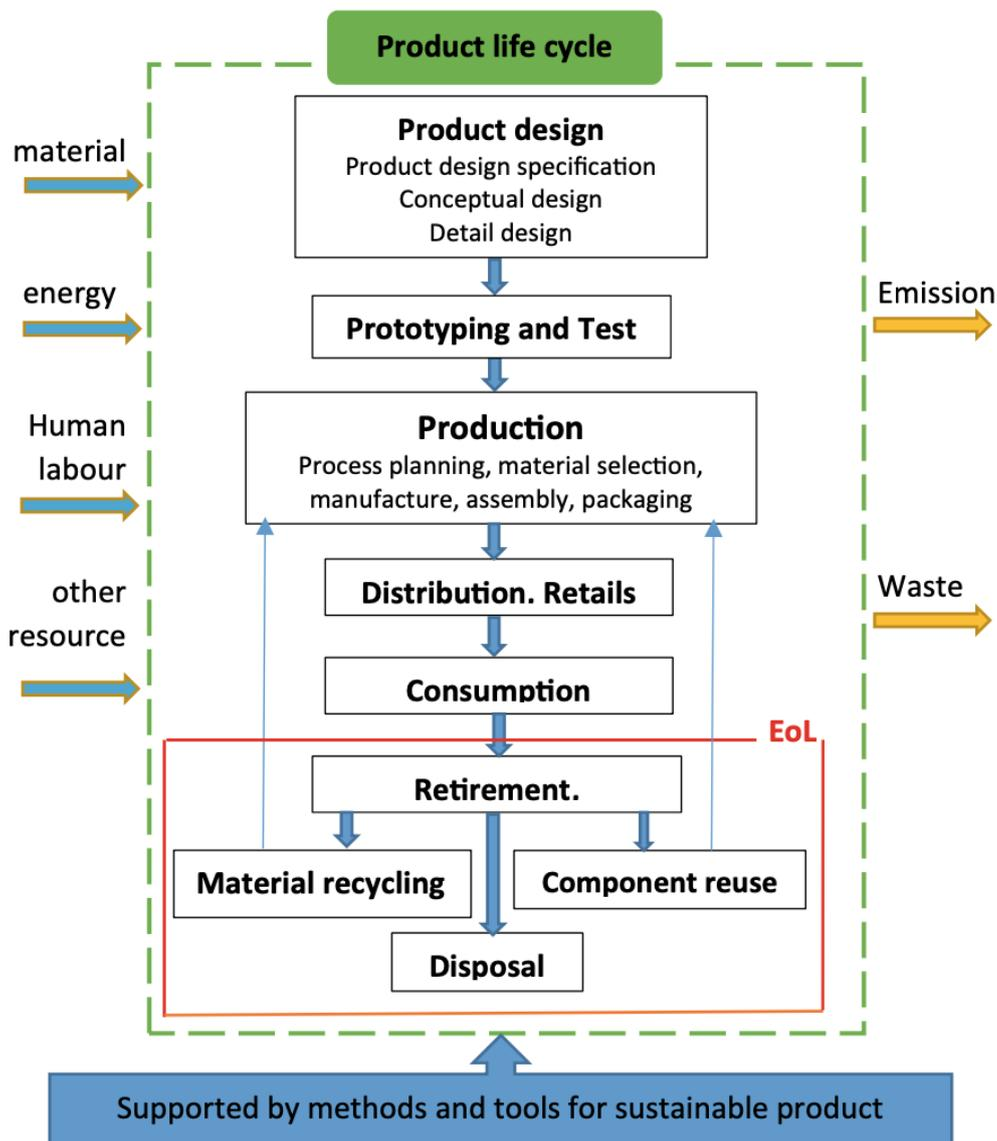 Product life cycle
Product design
Product design specification
Conceptual design
Detail design
Prototyping and Test
Production
Process planning, material selection,
manufacture, assembly, packaging
Distribution. Retails
Consumption
EoL
Retirement.
Material recycling
Component reuse
Disposal
material
energy
Human
labour
other
resource
Emission
Waste
Supported by methods and tools for sustainable product